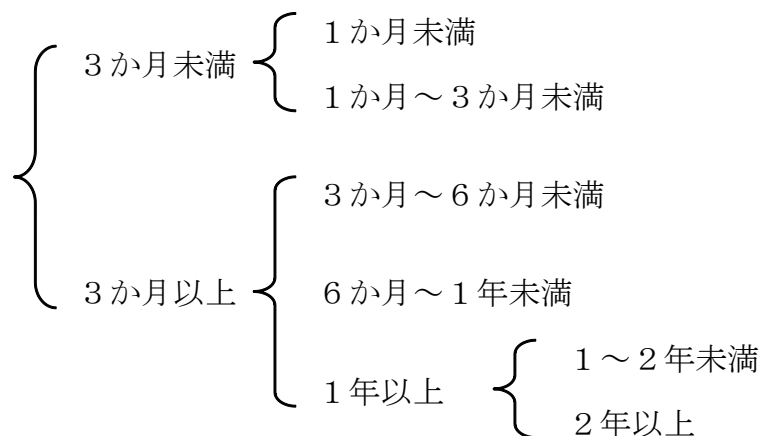 ３か月未満
１か月未満
１か月～３か月未満
３か月以上
３か月～６か月未満
６か月～１年未満
１年以上
１～２年未満
２年以上